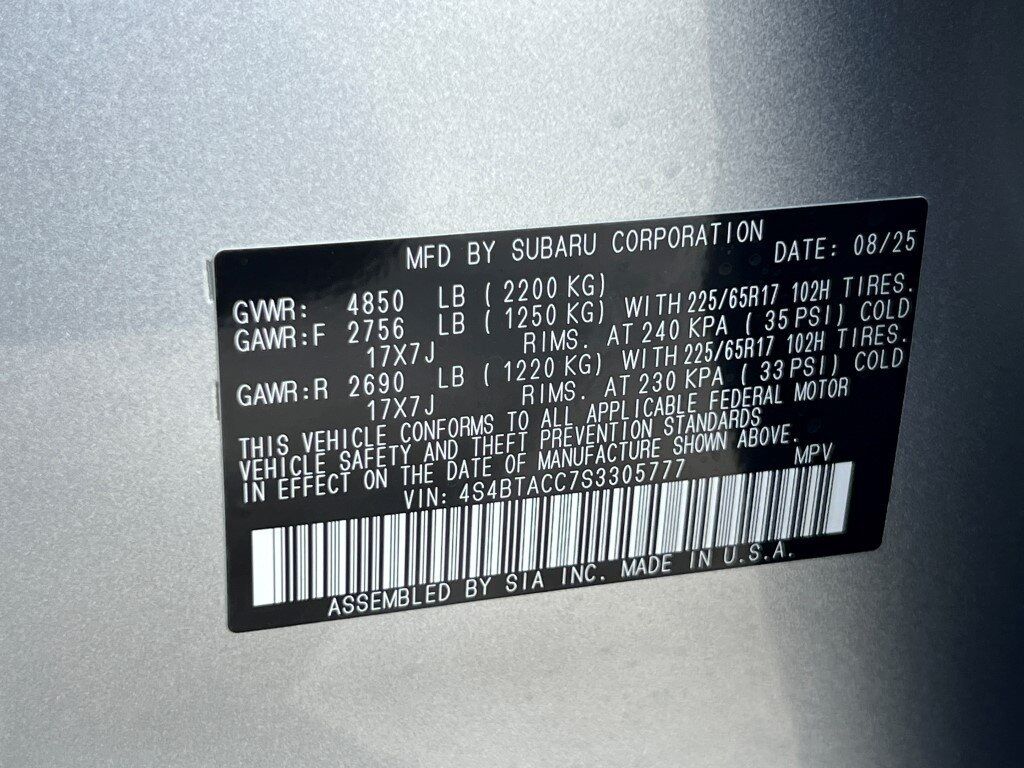 MFD BY SUBARU CORPORATION DATE: 08/25
GVWR: 4850 LB ( 2200 KG)
GAWR:F 2756 LB ( 1250 KG) WITH 225/65R17 102H TIRES.
17X7J RIMS. AT 240 KPA ( 35 PSI) COLD
GAWR:R 2690 LB ( 1220 KG) WITH 225/65R17 102H TIRES.
17X7J RIMS. AT 230 KPA ( 33 PSI) COLD
THIS VEHICLE CONFORMS TO ALL APPLICABLE FEDERAL MOTOR
VEHICLE SAFETY AND THEFT PREVENTION STANDARDS
IN EFFECT ON THE DATE OF MANUFACTURE SHOWN ABOVE.
VIN: 4S4BTACC7S3305777 MPV
ASSEMBLED BY SIA INC. MADE IN U.S.A.